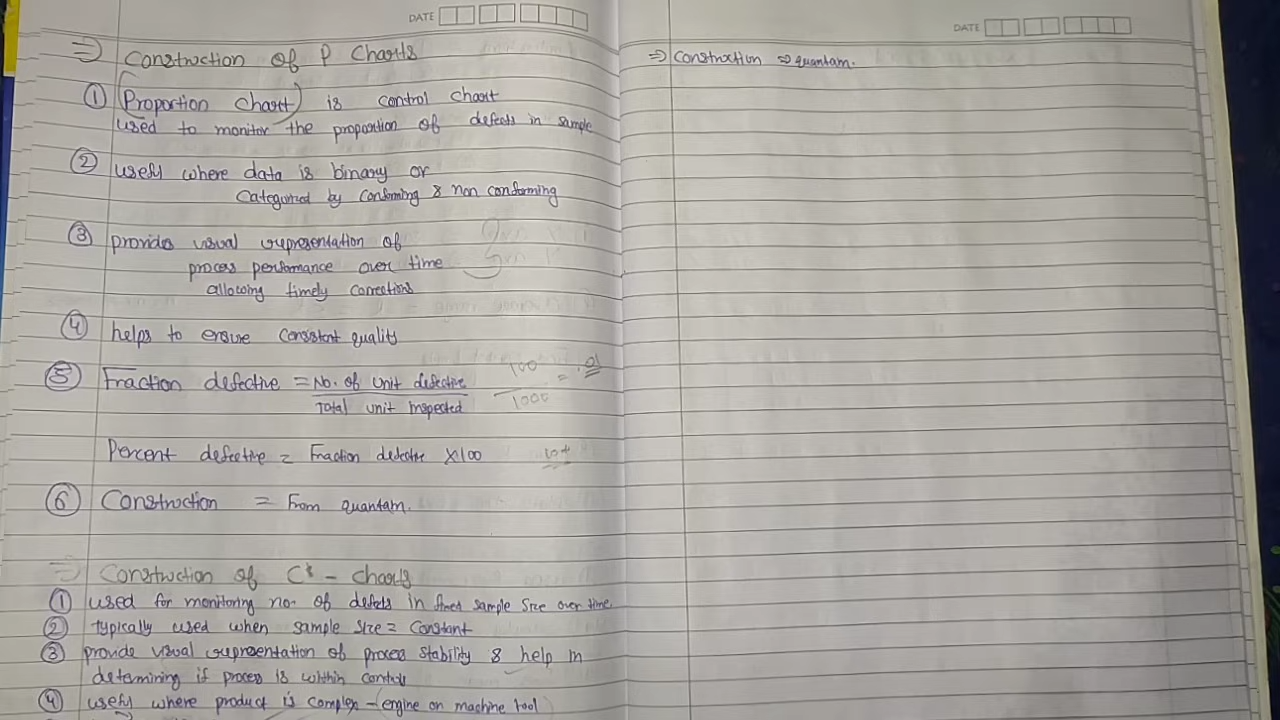 DATE
⇒ Construction of P Charts
① (Proportion Chart) is control chart
used to monitor the proportion of defects in sample
② usefy where data is binary or
Categorized by conforming & non conforming
③ provides visual representation of
process performance over time
allowing timely corrections
④ helps to ensure consistent quality
⑤ Fraction defective = No. of unit defective
Total unit inspected
100
1000
=
Percent defective = Fraction defective ×100
⑥ Construction = From quantam.
⇒ Construction of C - Charts
① used for monitoring no. of defects in fixed sample size over time
② typically used when sample size = constant
③ provide visual representation of process stability & help in
determining if process is within control
④ usefy where product is complex - engine on machine tool
DATE
⇒ Construction ⇒ quantam.